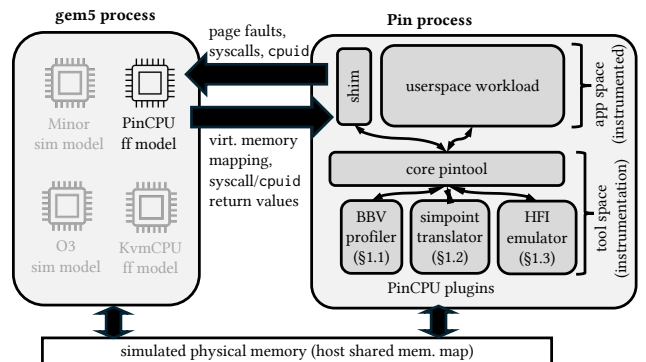 gem5 process
Minor
sim model
PinCPU
ff model
O3
sim model
KvmCPU
ff model
page faults,
syscalls, cpuid
virt. memory
mapping,
syscall/cpuid
return values
Pin process
shim
userspace workload
app space
(instrumented)
core pintool
BBV
profiler
(§1.1)
simpoint
translator
(§1.2)
HFI
emulator
(§1.3)
tool space
(instrumentation)
PinCPU plugins
simulated physical memory (host shared mem. map)